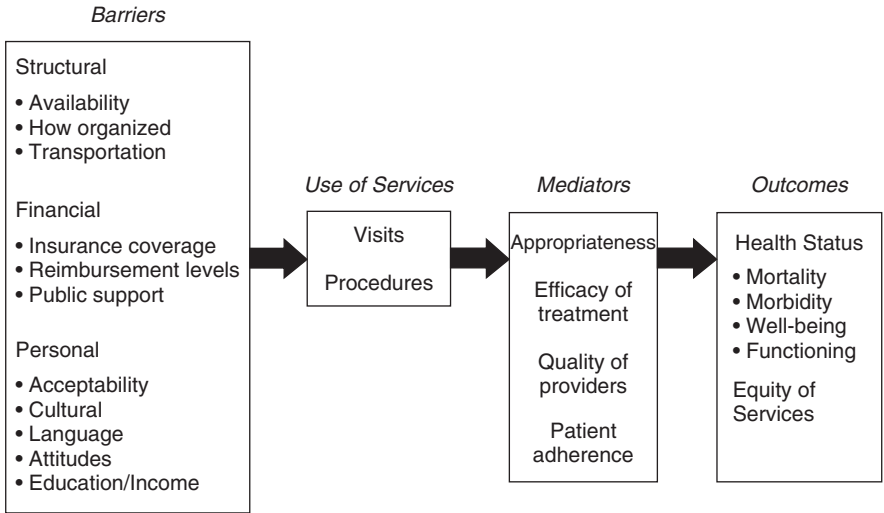 Barriers
Structural
• Availability
• How organized
• Transportation
Financial
• Insurance coverage
• Reimbursement levels
• Public support
Personal
• Acceptability
• Cultural
• Language
• Attitudes
• Education/Income
Use of Services
Visits
Procedures
Mediators
Appropriateness
Efficacy of
treatment
Quality of
providers
Patient
adherence
Outcomes
Health Status
• Mortality
• Morbidity
• Well-being
• Functioning
Equity of
Services